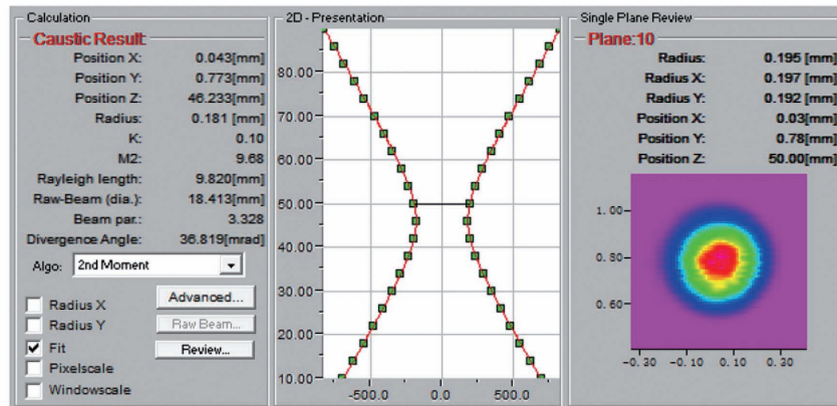 Calculation
Caustic Result:
Position X: 0.043[mm]
Position Y: 0.773[mm]
Position Z: 46.233[mm]
Radius: 0.181 [mm]
K: 0.10
M2: 9.68
Rayleigh length: 9.820[mm]
Raw-Beam (dia.): 18.413[mm]
Beam par.: 3.328
Divergence Angle: 36.819[mrad]
Algo: 2nd Moment
Radius X
Radius Y
Fit
Pixelscale
Windowscale
Advanced...
Raw Beam...
Review...
2D - Presentation
90.00
80.00
70.00
60.00
50.00
40.00
30.00
20.00
10.00
-500.0 0.0 500.0
Single Plane Review
Plane:10
Radius: 0.195 [mm]
Radius X: 0.197 [mm]
Radius Y: 0.192 [mm]
Position X: 0.03[mm]
Position Y: 0.78[mm]
Position Z: 50.00[mm]
1.00
0.80
0.60
-0.30 -0.10 0.10 0.30